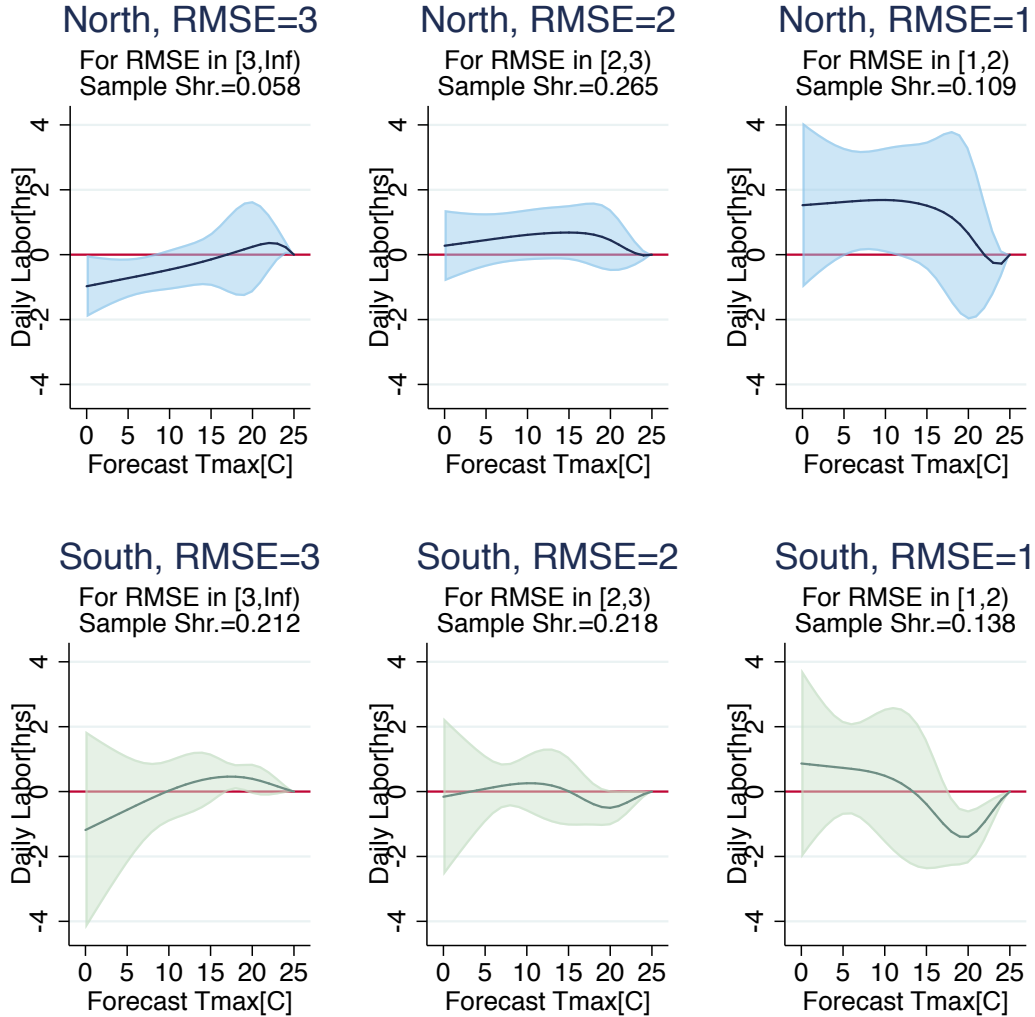 North, RMSE=3
For RMSE in [3,Inf)
Sample Shr.=0.058
Daily Labor[hrs]
4
2
0
-2
-4
0 5 10 15 20 25
Forecast Tmax[C]
North, RMSE=2
For RMSE in [2,3)
Sample Shr.=0.265
Daily Labor[hrs]
4
2
0
-2
-4
0 5 10 15 20 25
Forecast Tmax[C]
North, RMSE=1
For RMSE in [1,2)
Sample Shr.=0.109
Daily Labor[hrs]
4
2
0
-2
-4
0 5 10 15 20 25
Forecast Tmax[C]
South, RMSE=3
For RMSE in [3,Inf)
Sample Shr.=0.212
Daily Labor[hrs]
4
2
0
-2
-4
0 5 10 15 20 25
Forecast Tmax[C]
South, RMSE=2
For RMSE in [2,3)
Sample Shr.=0.218
Daily Labor[hrs]
4
2
0
-2
-4
0 5 10 15 20 25
Forecast Tmax[C]
South, RMSE=1
For RMSE in [1,2)
Sample Shr.=0.138
Daily Labor[hrs]
4
2
0
-2
-4
0 5 10 15 20 25
Forecast Tmax[C]